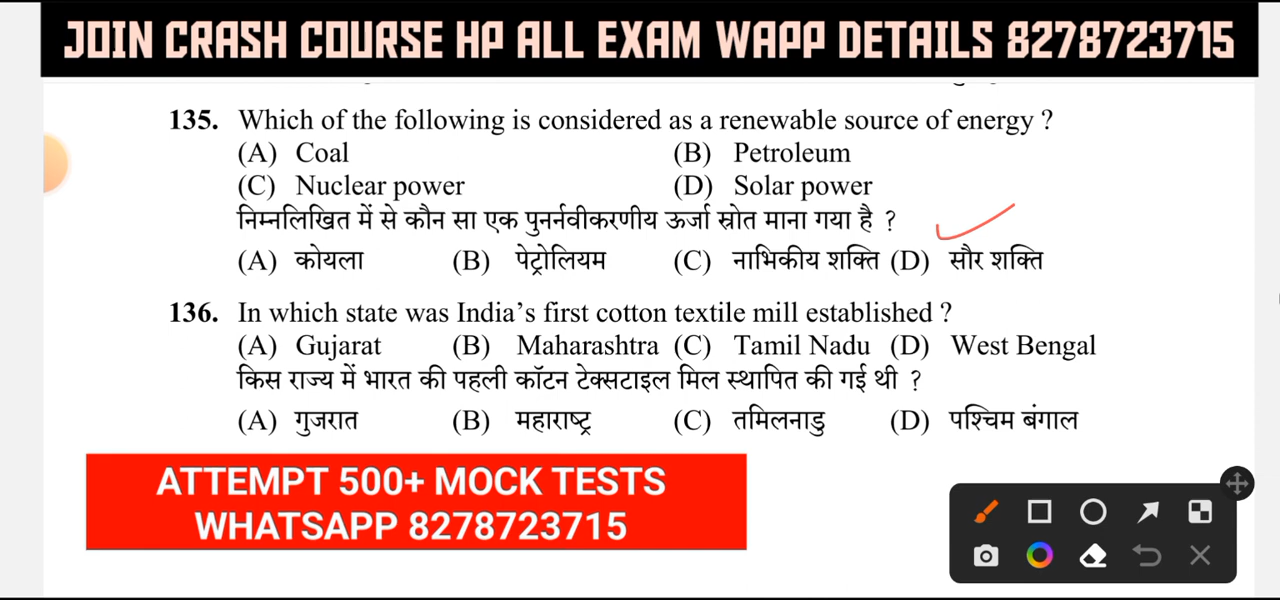 JOIN CRASH COURSE HP ALL EXAM WAPP DETAILS 8278723715
135. Which of the following is considered as a renewable source of energy ?
(A) Coal (B) Petroleum
(C) Nuclear power (D) Solar power
निम्नलिखित में से कौन सा एक पुनर्नवीकरणीय ऊर्जा स्रोत माना गया है ?
(A) कोयला (B) पेट्रोलियम (C) नाभिकीय शक्ति (D) सौर शक्ति
136. In which state was India’s first cotton textile mill established ?
(A) Gujarat (B) Maharashtra (C) Tamil Nadu (D) West Bengal
किस राज्य में भारत की पहली कॉटन टेक्सटाइल मिल स्थापित की गई थी ?
(A) गुजरात (B) महाराष्ट्र (C) तमिलनाडु (D) पश्चिम बंगाल
ATTEMPT 500+ MOCK TESTS
WHATSAPP 8278723715